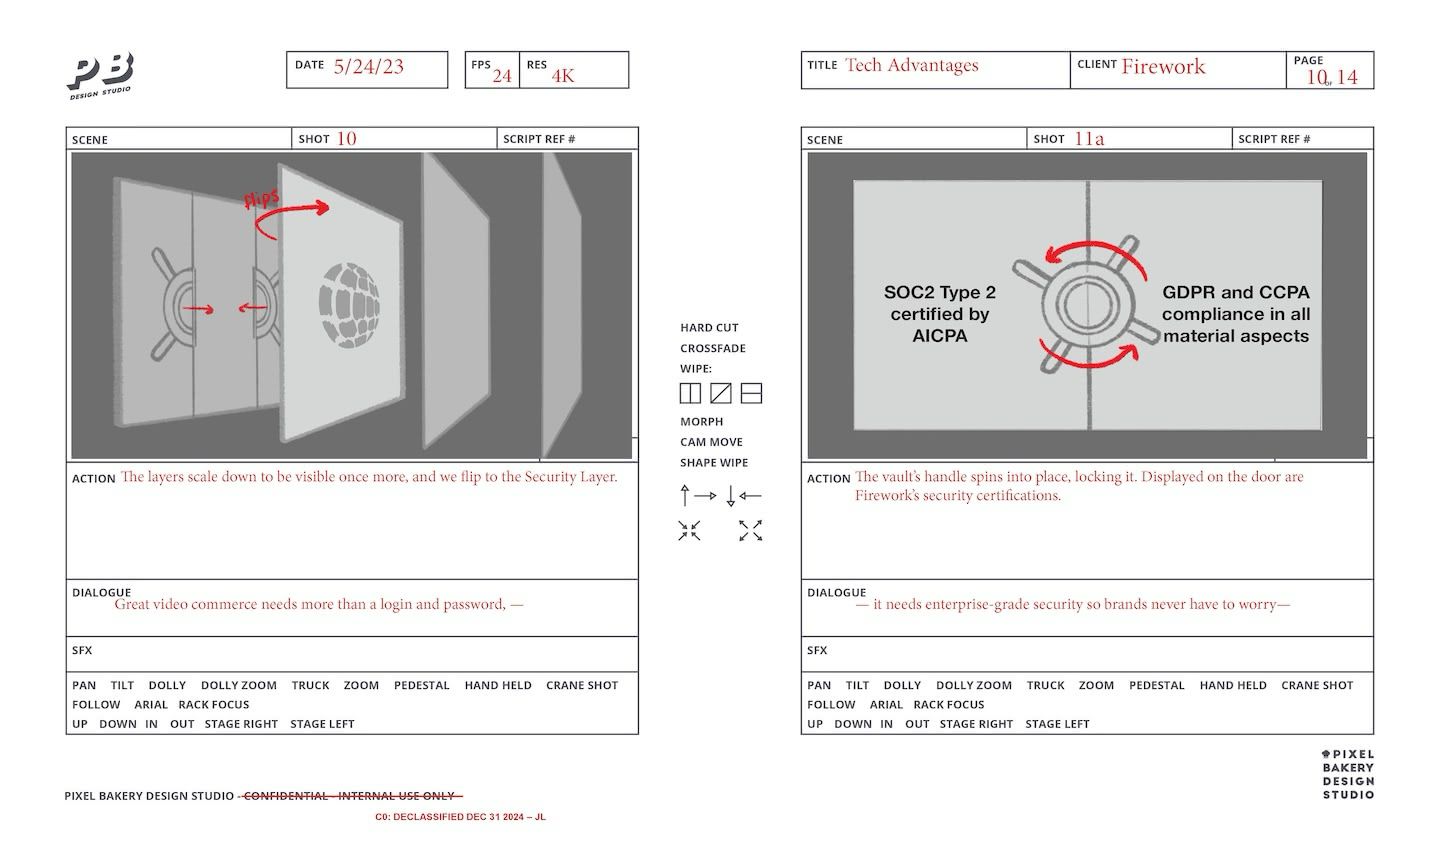 PB
DESIGN STUDIO
DATE 5/24/23
FPS 24
RES 4K
TITLE Tech Advantages
CLIENT Firework
PAGE
10 OF 14
SCENE
SHOT 10
SCRIPT REF #
flips
ACTION The layers scale down to be visible once more, and we flip to the Security Layer.
DIALOGUE
Great video commerce needs more than a login and password, —
SFX
PAN TILT DOLLY DOLLY ZOOM TRUCK ZOOM PEDESTAL HAND HELD CRANE SHOT
FOLLOW ARIAL RACK FOCUS
UP DOWN IN OUT STAGE RIGHT STAGE LEFT
HARD CUT
CROSSFADE
WIPE:
MORPH
CAM MOVE
SHAPE WIPE
SCENE
SHOT 11a
SCRIPT REF #
SOC2 Type 2
certified by
AICPA
GDPR and CCPA
compliance in all
material aspects
ACTION The vault's handle spins into place, locking it. Displayed on the door are
Firework's security certifications.
DIALOGUE
— it needs enterprise-grade security so brands never have to worry—
SFX
PAN TILT DOLLY DOLLY ZOOM TRUCK ZOOM PEDESTAL HAND HELD CRANE SHOT
FOLLOW ARIAL RACK FOCUS
UP DOWN IN OUT STAGE RIGHT STAGE LEFT
PIXEL BAKERY DESIGN STUDIO - CONFIDENTIAL - INTERNAL USE ONLY
C0: DECLASSIFIED DEC 31 2024 – JL
PIXEL
BAKERY
DESIGN
STUDIO